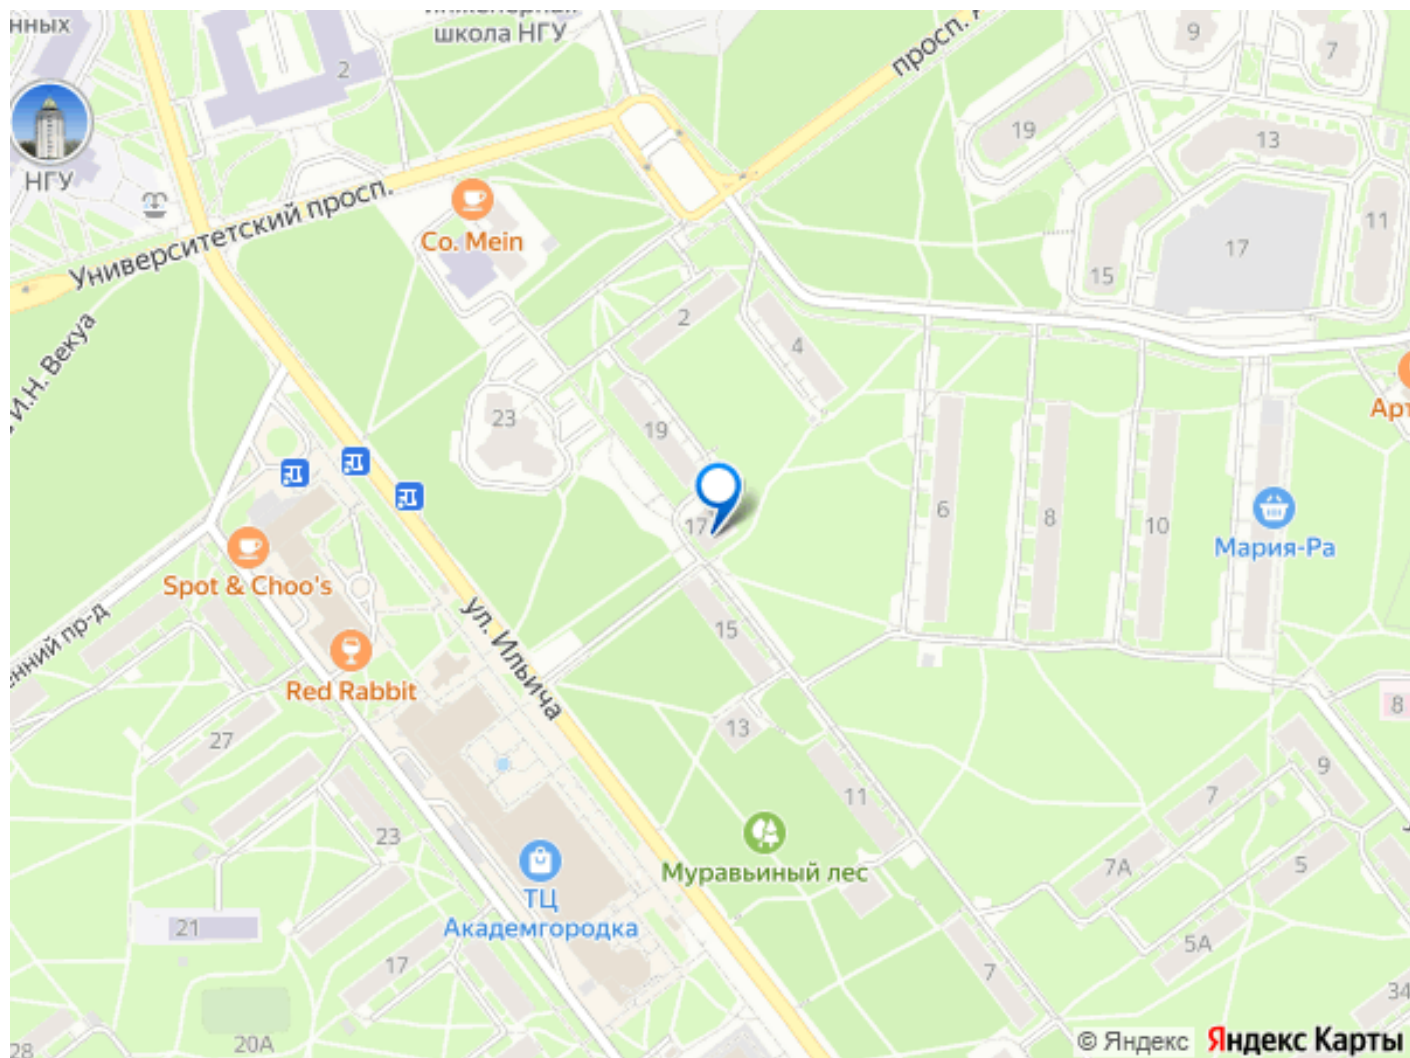 нных
школа НГУ
2
просп.
9
7
НГУ
19
13
Университетский просп.
Co. Mein
11
17
15
2
4
И.Н. Векуа
23
19
Арт
6
8
10
17
Мария-Ра
Spot & Choo's
ул. Ильича
15
енний пр-д
Red Rabbit
8
27
13
9
11
7
23
Муравьиный лес
7А
5
ТЦ
Академгородка
21
5А
17
7
34
20А
28
© Яндекс Яндекс Карты